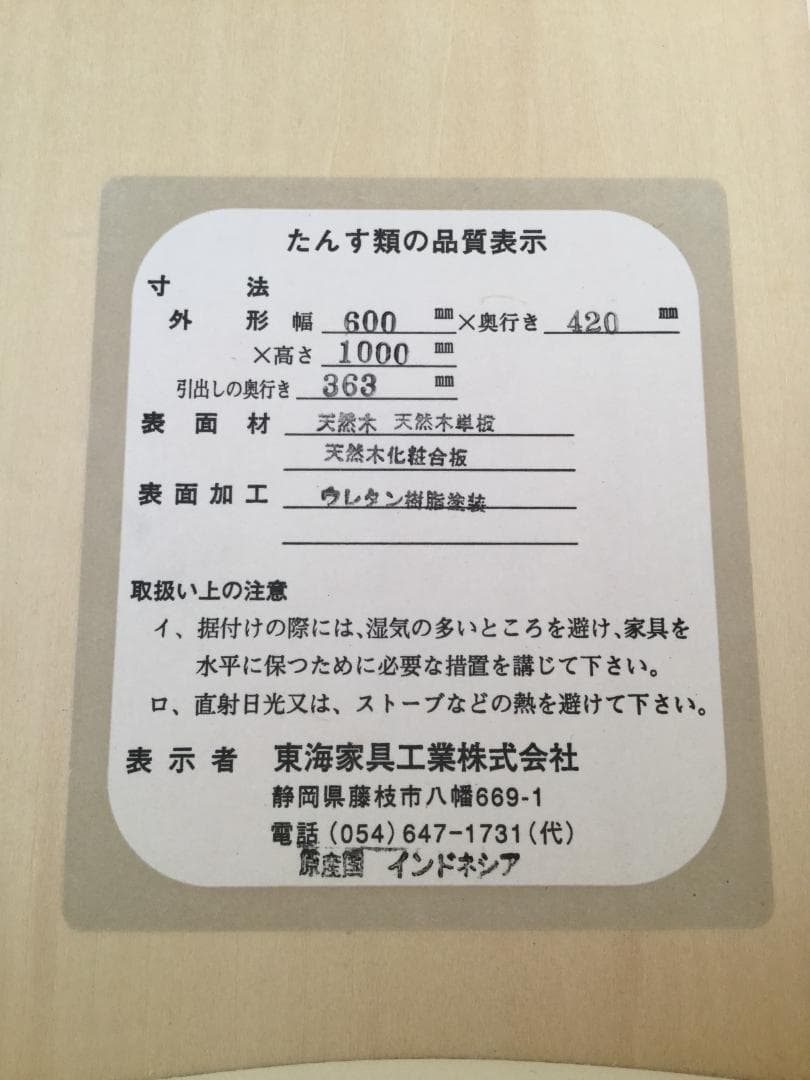 たんす類の品質表示
寸法
外形 幅 600 mm ×奥行き 420 mm
×高さ 1000 mm
引出しの奥行き 363 mm
表面材 天然木 天然木単板
天然木化粧合板
表面加工 ウレタン樹脂塗装
取扱い上の注意
イ、据付けの際には、湿気の多いところを避け、家具を
水平に保つために必要な措置を講じて下さい。
ロ、直射日光又は、ストーブなどの熱を避けて下さい。
表示者 東海家具工業株式会社
静岡県藤枝市八幡669-1
電話(054)647-1731(代)
原産国 インドネシア